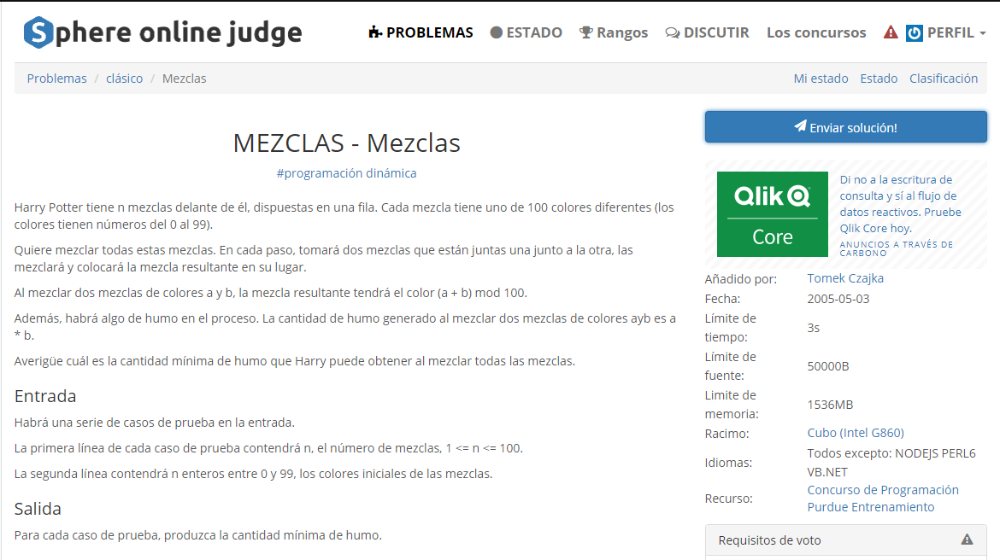 Sphere online judge
PROBLEMAS ESTADO Rangos DISCUTIR Los concursos PERFIL
Problemas / clásico / Mezclas
Mi estado Estado Clasificación
MEZCLAS - Mezclas
#programación dinámica
Harry Potter tiene n mezclas delante de él, dispuestas en una fila. Cada mezcla tiene uno de 100 colores diferentes (los
colores tienen números del 0 al 99).
Quiere mezclar todas estas mezclas. En cada paso, tomará dos mezclas que están juntas una junto a la otra, las
mezclará y colocará la mezcla resultante en su lugar.
Al mezclar dos mezclas de colores a y b, la mezcla resultante tendrá el color (a + b) mod 100.
Además, habrá algo de humo en el proceso. La cantidad de humo generado al mezclar dos mezclas de colores ayb es a
* b.
Averigüe cuál es la cantidad mínima de humo que Harry puede obtener al mezclar todas las mezclas.
Entrada
Habrá una serie de casos de prueba en la entrada.
La primera línea de cada caso de prueba contendrá n, el número de mezclas, 1 <= n <= 100.
La segunda línea contendrá n enteros entre 0 y 99, los colores iniciales de las mezclas.
Salida
Para cada caso de prueba, produzca la cantidad mínima de humo.
Enviar solución!
Qlik Q
Core
Di no a la escritura de
consulta y sí al flujo de
datos reactivos. Pruebe
Qlik Core hoy.
ANUNCIOS A TRAVÉS DE
CARBONO
Añadido por: Tomek Czajka
Fecha: 2005-05-03
Límite de
tiempo: 3s
Límite de
fuente: 50000B
Limite de
memoria: 1536MB
Racimo: Cubo (Intel G860)
Idiomas: Todos excepto: NODEJS PERL6
VB.NET
Recurso: Concurso de Programación
Purdue Entrenamiento
Requisitos de voto